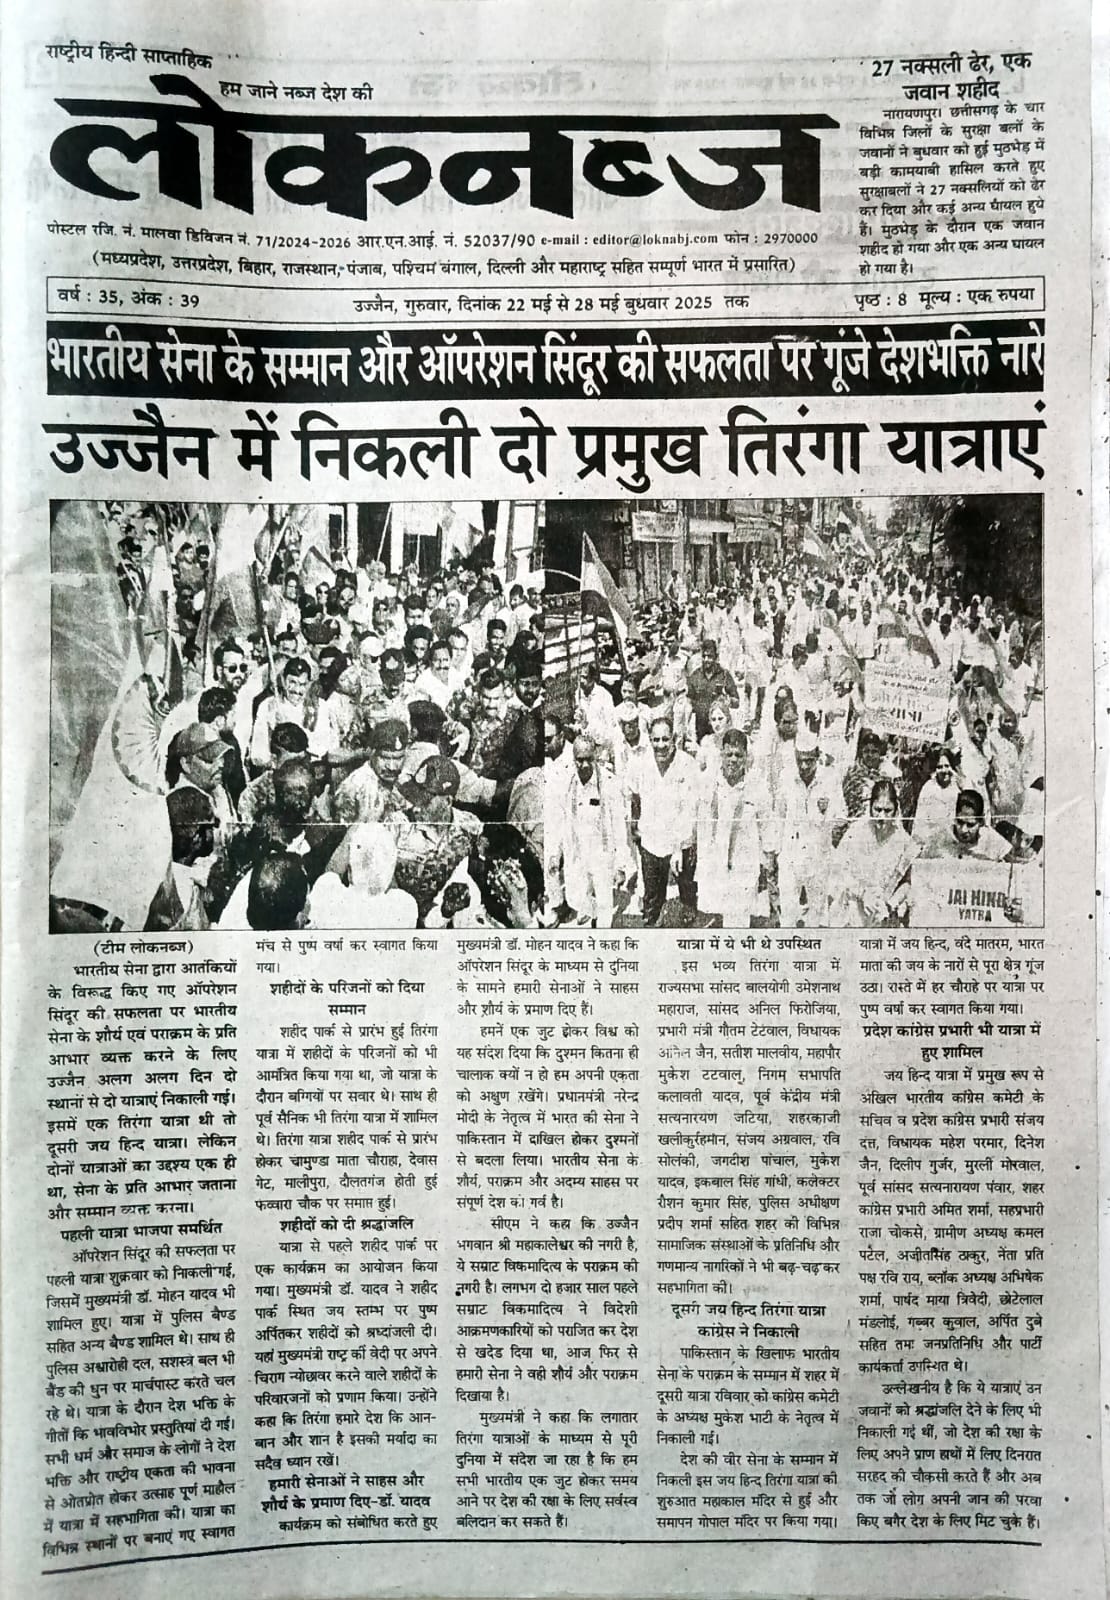 राष्ट्रीय हिन्दी साप्ताहिक
हम जाने नब्ज देश की
लोकनब्ज
पोस्टल रजि. नं. मालवा डिविजन नं. 71/2024-2026 आर.एन.आई. नं. 52037/90 e-mail : editor@loknabj.com फोन : 2970000
(मध्यप्रदेश, उत्तरप्रदेश, बिहार, राजस्थान, पंजाब, पश्चिम बंगाल, दिल्ली और महाराष्ट्र सहित सम्पूर्ण भारत में प्रसारित)
27 नक्सली ढेर, एक
जवान शहीद
नारायणपुर। छत्तीसगढ़ के चार
विभिन्न जिलों के सुरक्षा बलों के
जवानों ने बुधवार को हुई मुठभेड़ में
बड़ी कामयाबी हासिल करते हुए
सुरक्षाबलों ने 27 नक्सलियों को ढेर
कर दिया और कई अन्य घायल हुये
हैं। मुठभेड़ के दौरान एक जवान
शहीद हो गया और एक अन्य घायल
हो गया है।
वर्ष : 35, अंक : 39
उज्जैन, गुरुवार, दिनांक 22 मई से 28 मई बुधवार 2025 तक
पृष्ठ : 8 मूल्य : एक रुपया
भारतीय सेना के सम्मान और ऑपरेशन सिंदूर की सफलता पर गूंजे देशभक्ति नारे
उज्जैन में निकली दो प्रमुख तिरंगा यात्राएं
यात्रा
JAI HIND
YATRA
(टीम लोकनब्ज)
भारतीय सेना द्वारा आतंकियों
के विरूद्ध किए गए ऑपरेशन
सिंदूर की सफलता पर भारतीय
सेना के शौर्य एवं पराक्रम के प्रति
आभार व्यक्त करने के लिए
उज्जैन अलग अलग दिन दो
स्थानों से दो यात्राएं निकाली गई।
इसमें एक तिरंगा यात्रा थी तो
दूसरी जय हिन्द यात्रा। लेकिन
दोनों यात्राओं का उद्दश्य एक ही
था, सेना के प्रति आभार जताना
और सम्मान व्यक्त करना।
पहली यात्रा भाजपा समर्थित
ऑपरेशन सिंदूर की सफलता पर
पहली यात्रा शुक्रवार को निकाली गई,
जिसमें मुख्यमंत्री डॉ. मोहन यादव भी
शामिल हुए। यात्रा में पुलिस बैण्ड
सहित अन्य बैण्ड शामिल थे। साथ ही
पुलिस अश्वारोही दल, सशस्त्र बल भी
बैंड की धुन पर मार्चपास्ट करते चल
रहे थे। यात्रा के दौरान देश भक्ति के
गीतों कि भावविभोर प्रस्तुतियां दी गई।
सभी धर्म और समाज के लोगों ने देश
भक्ति और राष्ट्रीय एकता की भावना
से ओतप्रोत होकर उत्साह पूर्ण माहौल
में यात्रा में सहभागिता की। यात्रा का
विभिन्न स्थानों पर बनाएं गए स्वागत
मंच से पुष्प वर्षा कर स्वागत किया
गया।
शहीदों के परिजनों को दिया
सम्मान
शहीद पार्क से प्रारंभ हुई तिरंगा
यात्रा में शहीदों के परिजनों को भी
आमंत्रित किया गया था, जो यात्रा के
दौरान बग्गियों पर सवार थे। साथ ही
पूर्व सैनिक भी तिरंगा यात्रा में शामिल
थे। तिरंगा यात्रा शहीद पार्क से प्रारंभ
होकर चामुण्डा माता चौराहा, देवास
गेट, मालीपुरा, दौलतगंज होती हुई
फव्वारा चौक पर समाप्त हुई।
शहीदों को दी श्रद्धांजलि
यात्रा से पहले शहीद पार्क पर
एक कार्यक्रम का आयोजन किया
गया। मुख्यमंत्री डॉ. यादव ने शहीद
पार्क स्थित जय स्तम्भ पर पुष्प
अर्पितकर शहीदों को श्रध्दांजली दी।
यहां मुख्यमंत्री राष्ट्र की वेदी पर अपने
चिराग न्योछावर करने वाले शहीदों के
परिवारजनों को प्रणाम किया। उन्होंने
कहा कि तिरंगा हमारे देश कि आन-
बान और शान है इसकी मर्यादा का
सदैव ध्यान रखें।
हमारी सेनाओं ने साहस और
शौर्य के प्रमाण दिए-डॉ. यादव
कार्यक्रम को संबोधित करते हुए
मुख्यमंत्री डॉ. मोहन यादव ने कहा कि
ऑपरेशन सिंदूर के माध्यम से दुनिया
के सामने हमारी सेनाओं ने साहस
और शौर्य के प्रमाण दिए हैं।
हमनें एक जुट होकर विश्व को
यह संदेश दिया कि दुश्मन कितना ही
चालाक क्यों न हो हम अपनी एकता
को अक्षुण रखेंगे। प्रधानमंत्री नरेन्द्र
मोदी के नेतृत्व में भारत की सेना ने
पाकिस्तान में दाखिल होकर दुश्मनों
से बदला लिया। भारतीय सेना के
शौर्य, पराक्रम और अदम्य साहस पर
संपूर्ण देश को गर्व है।
सीएम ने कहा कि उज्जैन
भगवान श्री महाकालेश्वर की नगरी है,
ये सम्राट विकमादित्य के पराक्रम की
नगरी है। लगभग दो हजार साल पहले
सम्राट विकमादित्य ने विदेशी
आक्रमणकारियों को पराजित कर देश
से खदेड दिया था, आज फिर से
हमारी सेना ने वही शौर्य और पराक्रम
दिखाया है।
मुख्यमंत्री ने कहा कि लगातार
तिरंगा यात्राओं के माध्यम से पूरी
दुनिया में संदेश जा रहा है कि हम
सभी भारतीय एक जुट होकर समय
आने पर देश की रक्षा के लिए सर्वस्व
बलिदान कर सकते हैं।
यात्रा में ये भी थे उपस्थित
इस भव्य तिरंगा यात्रा में
राज्यसभा सांसद बालयोगी उमेशनाथ
महाराज, सांसद अनिल फिरोजिया,
प्रभारी मंत्री गौतम टेटवाल, विधायक
अनिल जैन, सतीश मालवीय, महापौर
मुकेश टटवाल, निगम सभापति
कलावती यादव, पूर्व केंद्रीय मंत्री
सत्यनारयण जटिया, शहरकाजी
खलीकुर्रहमान, संजय अग्रवाल, रवि
सोलंकी, जगदीश पांचाल, मुकेश
यादव, इकबाल सिंह गांधी, कलेक्टर
रौशन कुमार सिंह, पुलिस अधीक्षण
प्रदीप शर्मा सहित शहर की विभिन्न
सामाजिक संस्थाओं के प्रतिनिधि और
गणमान्य नागरिकों ने भी बढ़-चढ़कर
सहभागिता की।
दूसरी जय हिन्द तिरंगा यात्रा
कांग्रेस ने निकाली
पाकिस्तान के खिलाफ भारतीय
सेना के पराक्रम के सम्मान में शहर में
दूसरी यात्रा रविवार को कांग्रेस कमेटी
के अध्यक्ष मुकेश भाटी के नेतृत्व में
निकाली गई।
देश की वीर सेना के सम्मान में
निकली इस जय हिन्द तिरंगा यात्रा की
शुरुआत महाकाल मंदिर से हुई और
समापन गोपाल मंदिर पर किया गया।
यात्रा में जय हिन्द, वंदे मातरम, भारत
माता की जय के नारों से पूरा क्षेत्र गूंज
उठा। रास्ते में हर चौराहे पर यात्रा पर
पुष्प वर्षा कर स्वागत किया गया।
प्रदेश कांग्रेस प्रभारी भी यात्रा में
हुए शामिल
जय हिन्द यात्रा में प्रमुख रूप से
अखिल भारतीय कांग्रेस कमेटी के
सचिव व प्रदेश कांग्रेस प्रभारी संजय
दत्त, विधायक महेश परमार, दिनेश
जैन, दिलीप गुर्जर, मुरली मोरवाल,
पूर्व सांसद सत्यनारायण पंवार, शहर
कांग्रेस प्रभारी अमित शर्मा, सहप्रभारी
राजा चोकसे, ग्रामीण अध्यक्ष कमल
पटेल, अजीतसिंह ठाकुर, नेता प्रति
पक्ष रवि राय, ब्लॉक अध्यक्ष अभिषेक
शर्मा, पार्षद माया त्रिवेदी, छोटेलाल
मंडलोई, गब्बर कुवाल, अर्पित दुबे
सहित तमाः जनप्रतिनिधि और पार्टी
कार्यकर्ता उपस्थित थे।
उल्लेखनीय है कि ये यात्राएं उन
जवानों को श्रद्धांजलि देने के लिए भी
निकाली गई थीं, जो देश की रक्षा के
लिए अपने प्राण हाथों में लिए दिनरात
सरहद की चौकसी करते हैं और अब
तक जो लोग अपनी जान की परवा
किए बगैर देश के लिए मिट चुके हैं।